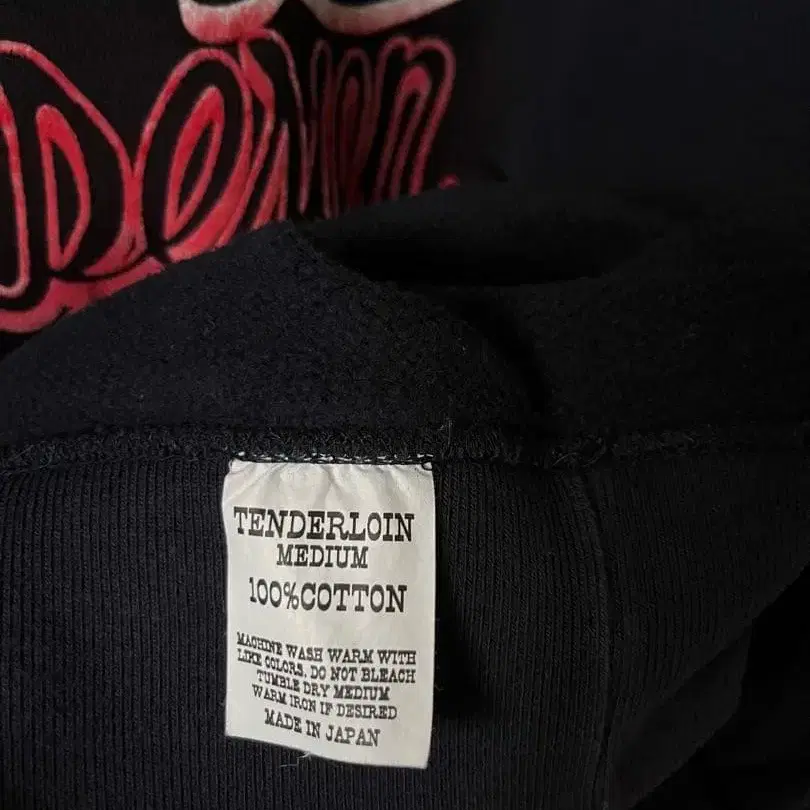 Down
TENDERLOIN
MEDIUM
100%COTTON
MACHINE WASH WARM WITH
LIKE COLORS. DO NOT BLEACH
TUMBLE DRY MEDIUM
WARM IRON IF DESIRED
MADE IN JAPAN